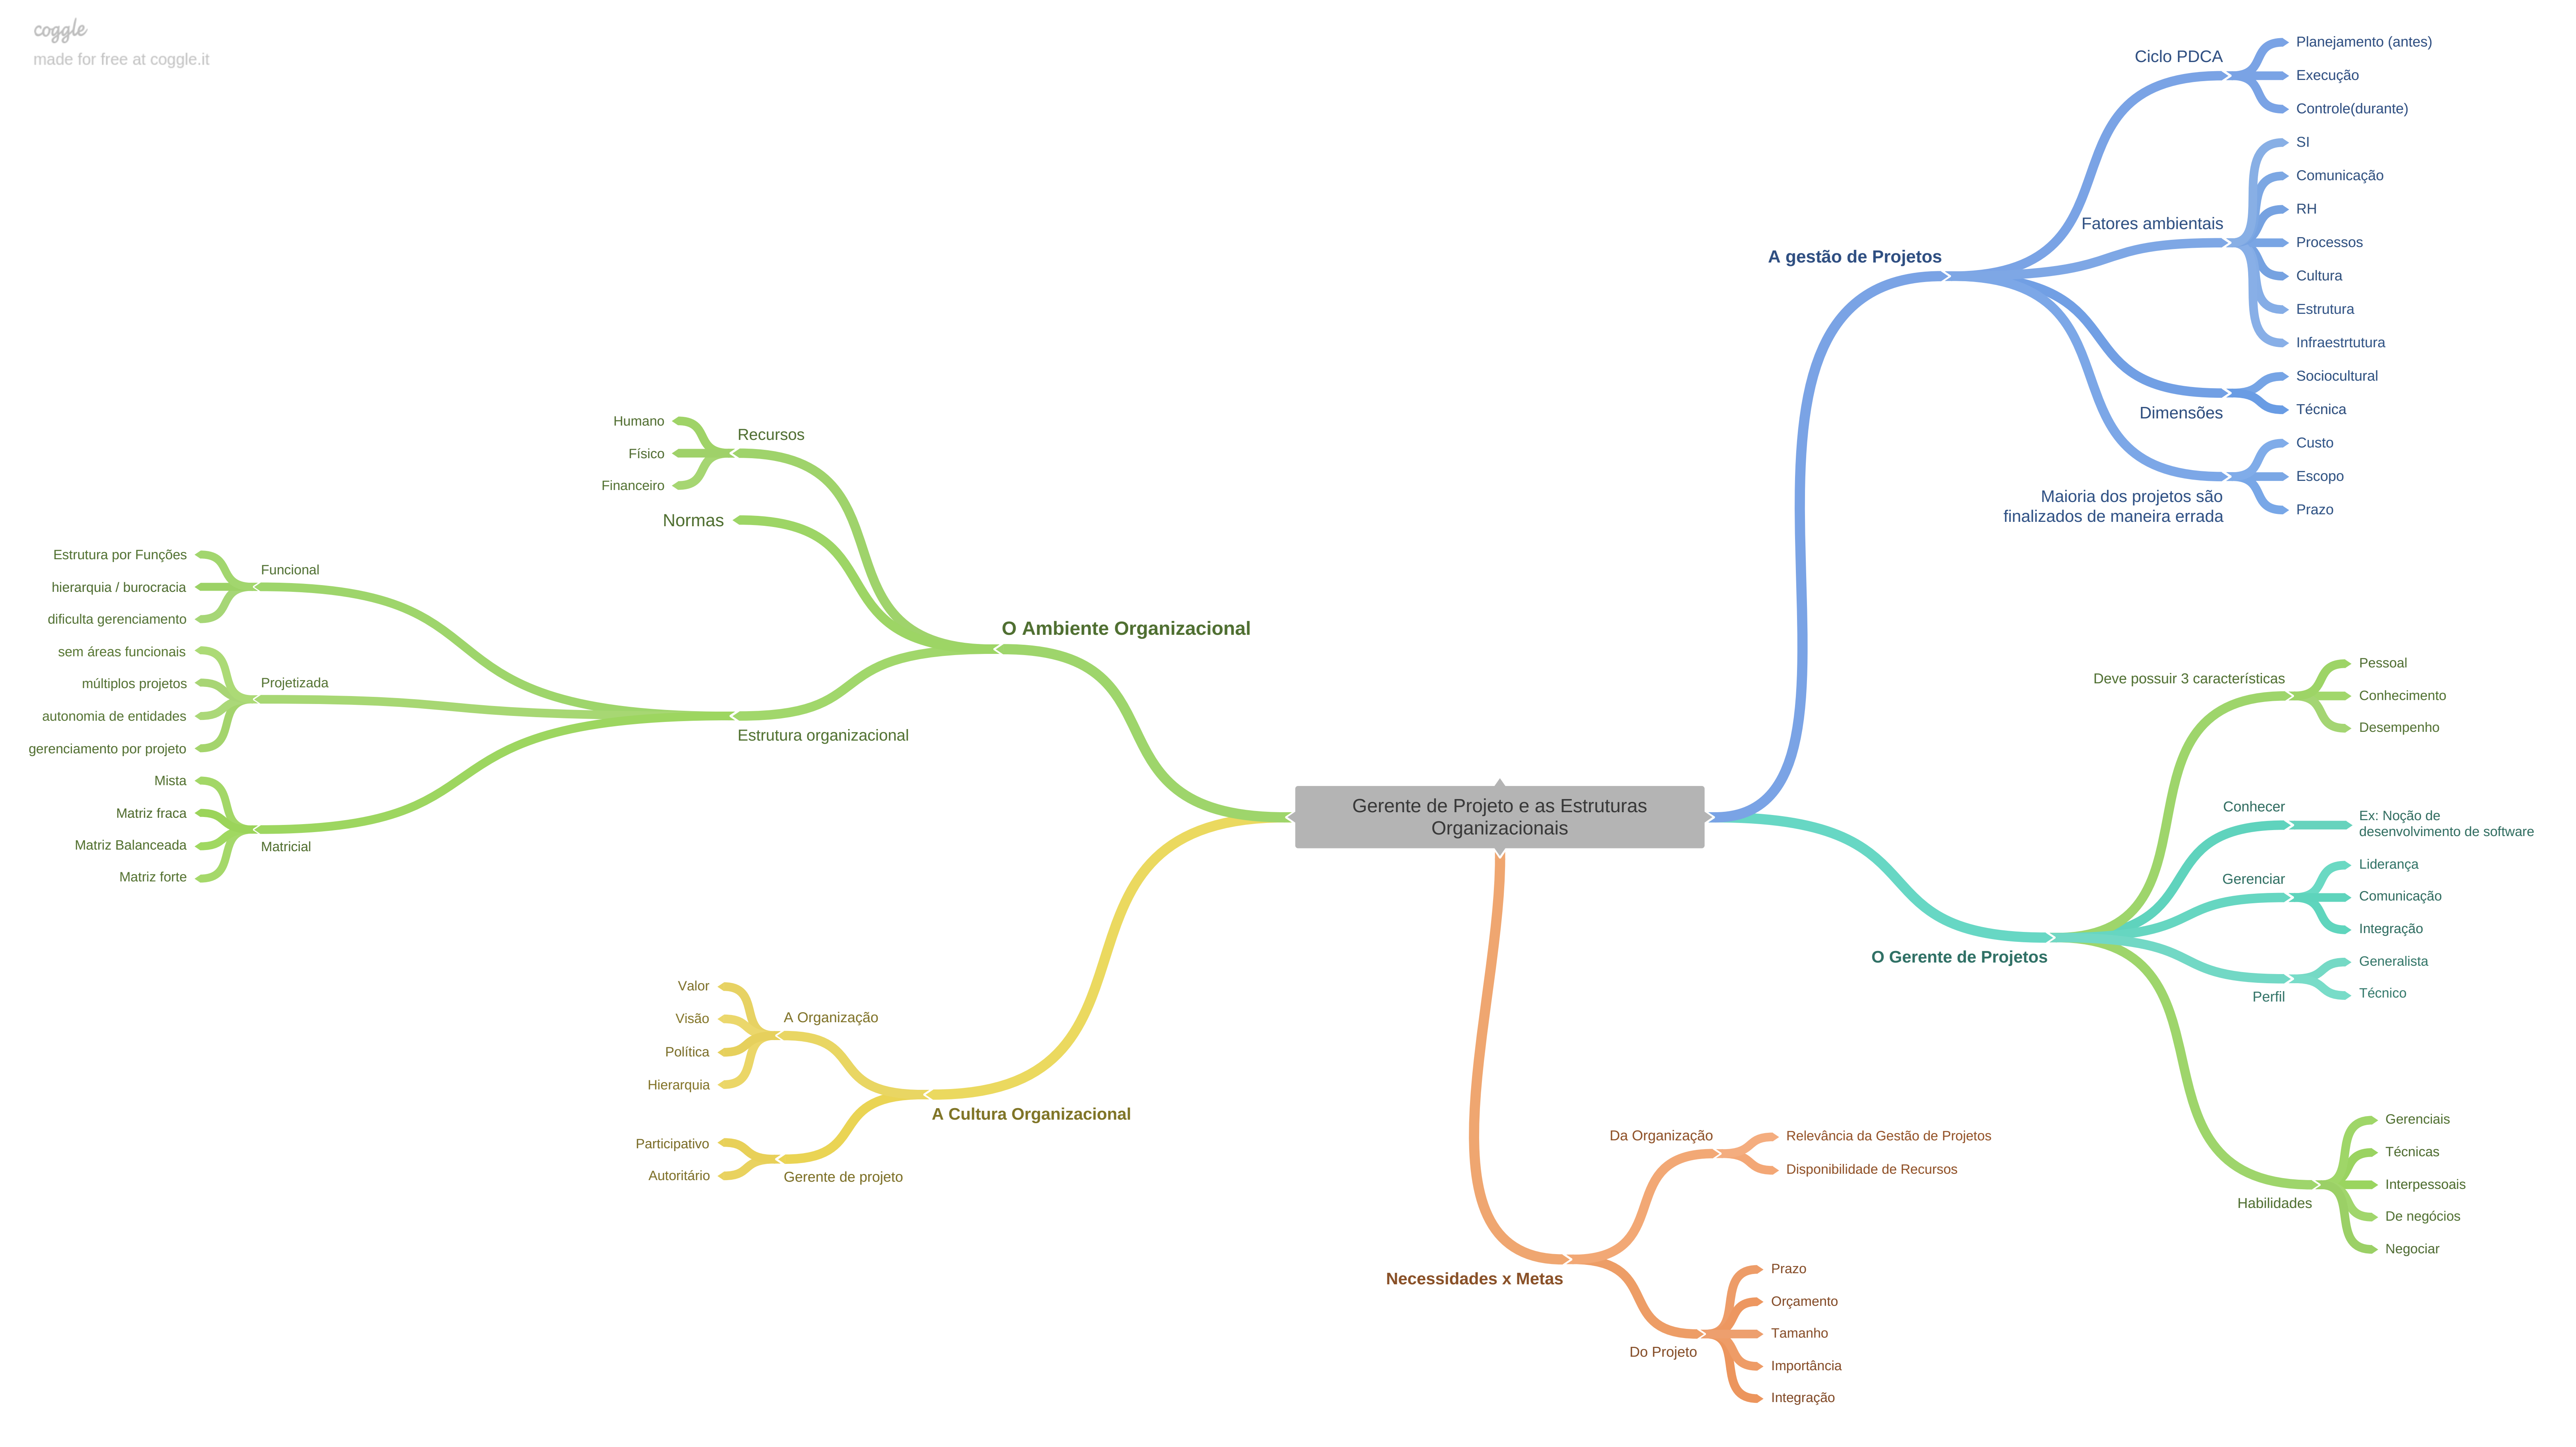 coggle
made for free at coggle.it
Gerente de Projeto e as Estruturas
Organizacionais
A gestão de Projetos
Ciclo PDCA
Planejamento (antes)
Execução
Controle(durante)
Fatores ambientais
SI
Comunicação
RH
Processos
Cultura
Estrutura
Infraestrtutura
Dimensões
Sociocultural
Técnica
Maioria dos projetos são
finalizados de maneira errada
Custo
Escopo
Prazo
O Gerente de Projetos
Deve possuir 3 características
Pessoal
Conhecimento
Desempenho
Conhecer
Ex: Noção de
desenvolvimento de software
Gerenciar
Liderança
Comunicação
Integração
Perfil
Generalista
Técnico
Habilidades
Gerenciais
Técnicas
Interpessoais
De negócios
Negociar
Necessidades x Metas
Da Organização
Relevância da Gestão de Projetos
Disponibilidade de Recursos
Do Projeto
Prazo
Orçamento
Tamanho
Importância
Integração
O Ambiente Organizacional
Recursos
Humano
Físico
Financeiro
Normas
Estrutura organizacional
Funcional
Estrutura por Funções
hierarquia / burocracia
dificulta gerenciamento
Projetizada
sem áreas funcionais
múltiplos projetos
autonomia de entidades
gerenciamento por projeto
Matricial
Mista
Matriz fraca
Matriz Balanceada
Matriz forte
A Cultura Organizacional
A Organização
Valor
Visão
Política
Hierarquia
Gerente de projeto
Participativo
Autoritário